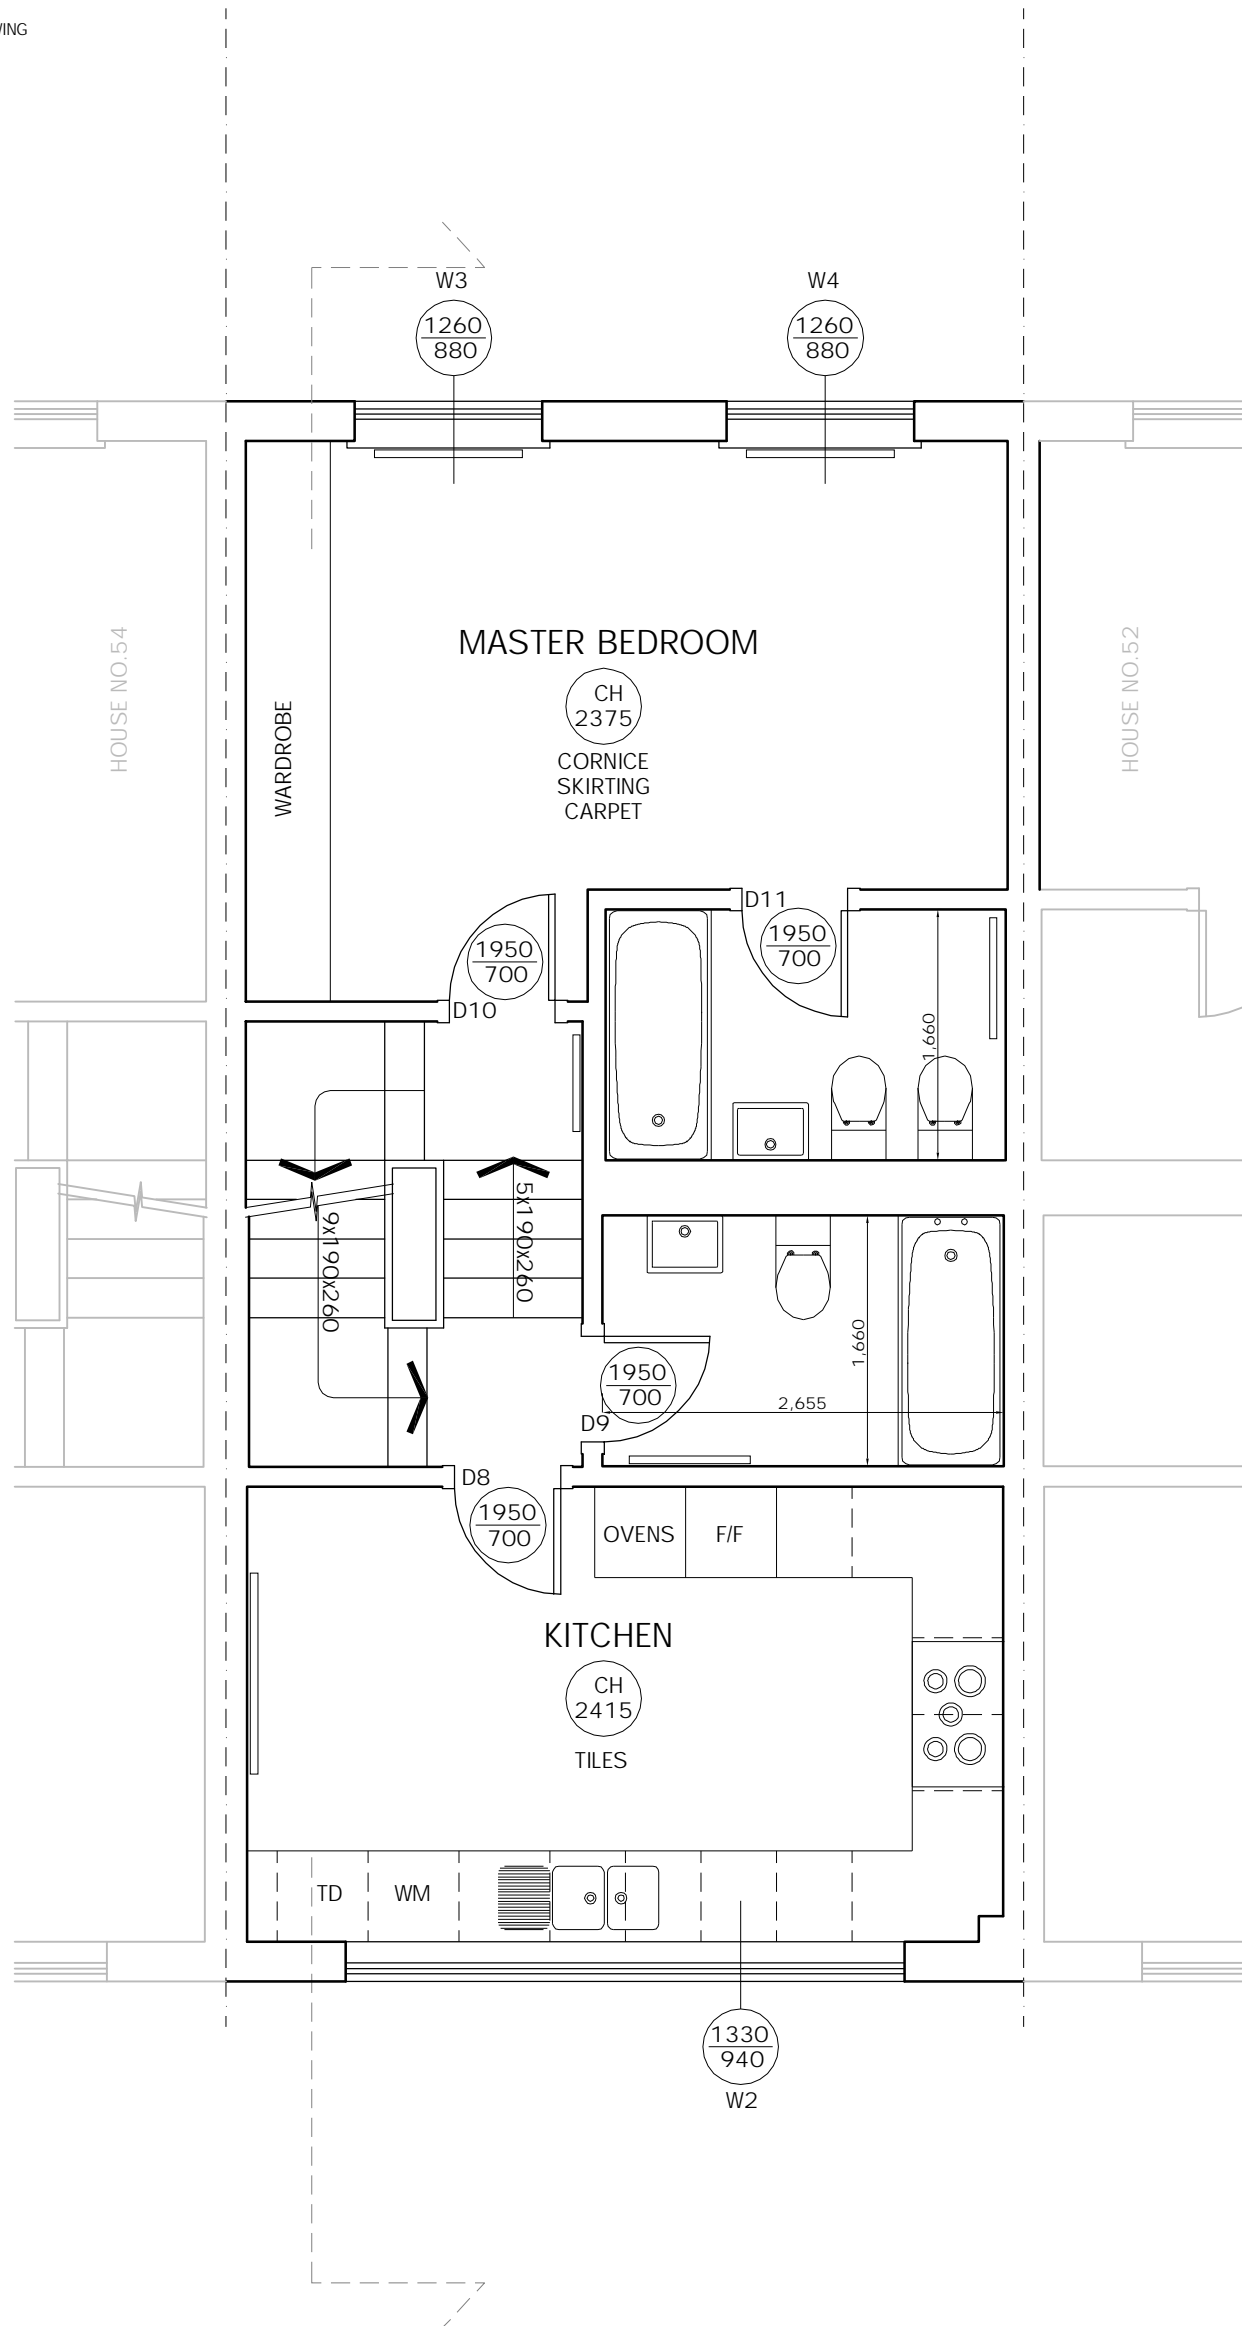 W3
1260
880
W4
1260
880
HOUSE NO.54
WARDROBE
MASTER BEDROOM
CH
2375
CORNICE
SKIRTING
CARPET
HOUSE NO.52
D11
1950
700
1950
700
D10
1,660
9x190x260
5x190x260
1950
700
D9
1,660
2,655
D8
1950
700
OVENS
F/F
KITCHEN
CH
2415
TILES
TD
WM
1330
940
W2